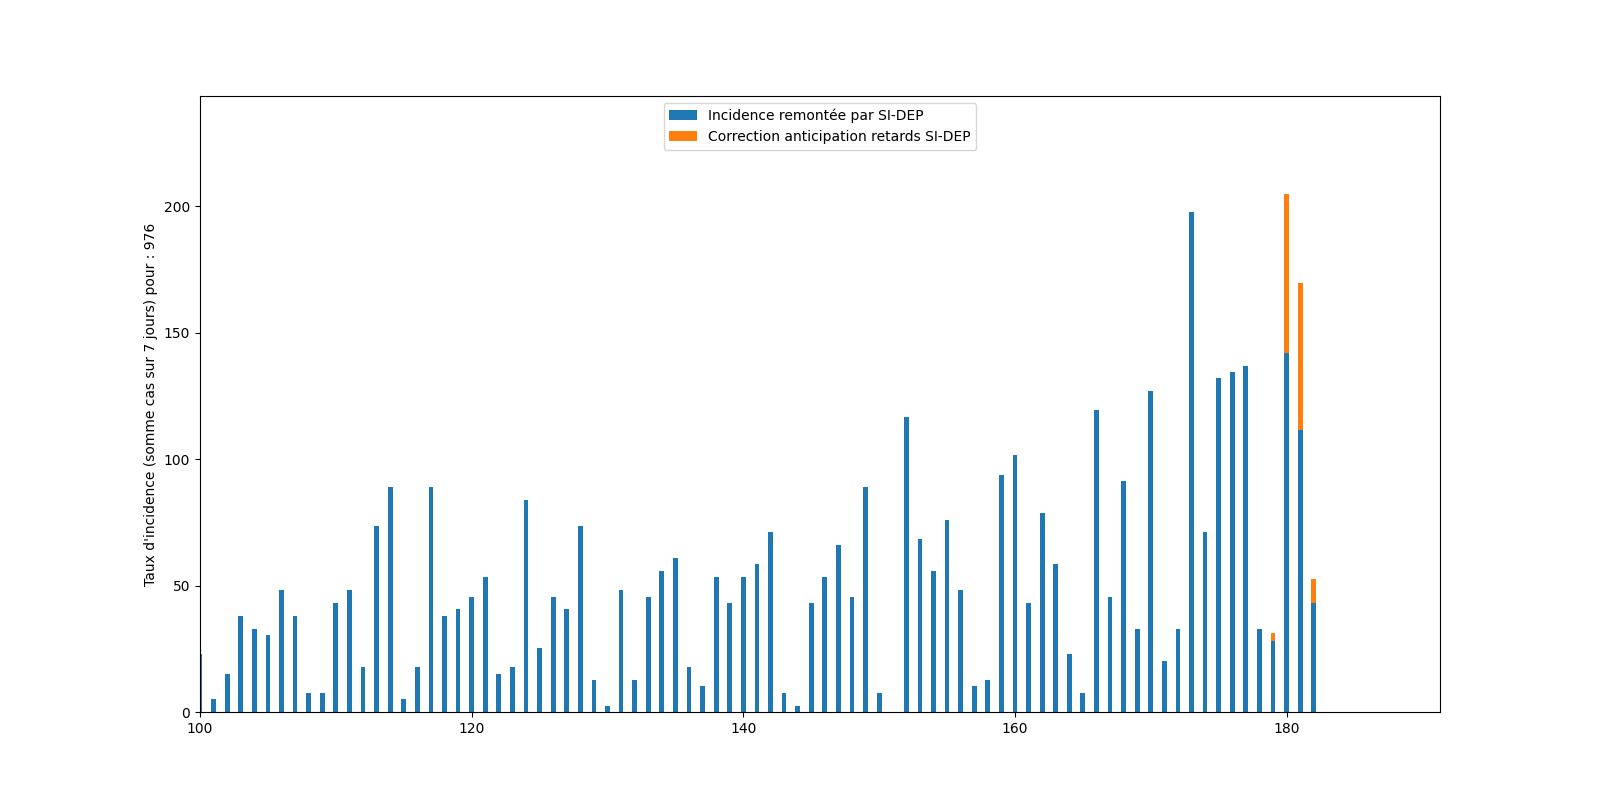 Incidence remontée par SI-DEP
Correction anticipation retards SI-DEP
Taux d'incidence (somme cas sur 7 jours) pour : 976
200
150
100
50
0
100 120 140 160 180